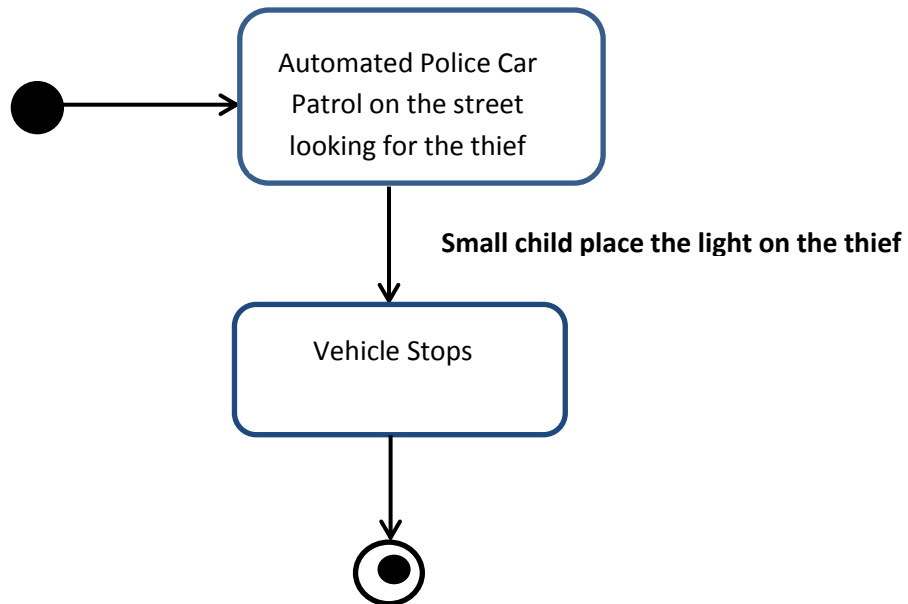 Automated Police Car
Patrol on the street
looking for the thief
Small child place the light on the thief
Vehicle Stops